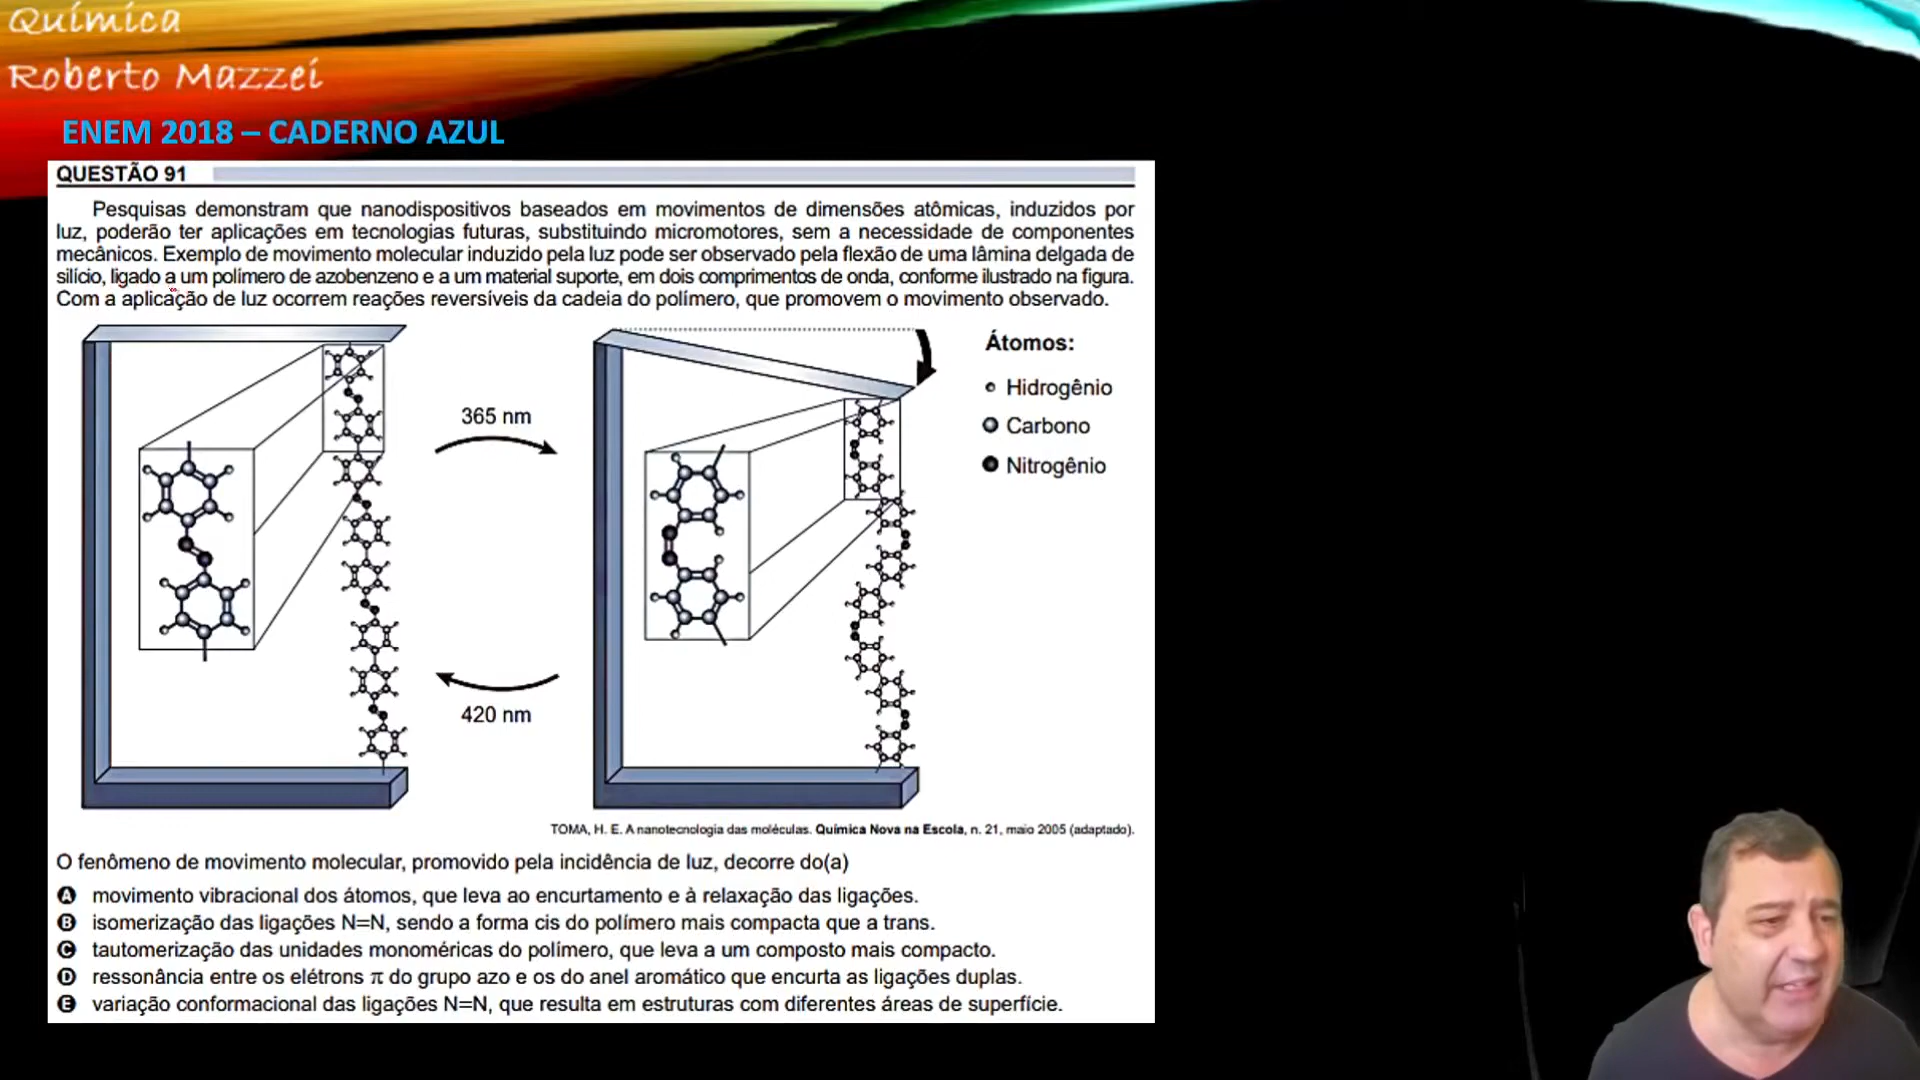 Química
Roberto Mazzei
ENEM 2018 – CADERNO AZUL
QUESTÃO 91
Pesquisas demonstram que nanodispositivos baseados em movimentos de dimensões atômicas, induzidos por
luz, poderão ter aplicações em tecnologias futuras, substituindo micromotores, sem a necessidade de componentes
mecânicos. Exemplo de movimento molecular induzido pela luz pode ser observado pela flexão de uma lâmina delgada de
silício, ligado a um polímero de azobenzeno e a um material suporte, em dois comprimentos de onda, conforme ilustrado na figura.
Com a aplicação de luz ocorrem reações reversíveis da cadeia do polímero, que promovem o movimento observado.
365 nm
420 nm
Átomos:
Hidrogênio
Carbono
Nitrogênio
TOMA, H. E. A nanotecnologia das moléculas. Química Nova na Escola, n. 21, maio 2005 (adaptado).
O fenômeno de movimento molecular, promovido pela incidência de luz, decorre do(a)
A movimento vibracional dos átomos, que leva ao encurtamento e à relaxação das ligações.
B isomerização das ligações N=N, sendo a forma cis do polímero mais compacta que a trans.
C tautomerização das unidades monoméricas do polímero, que leva a um composto mais compacto.
D ressonância entre os elétrons π do grupo azo e os do anel aromático que encurta as ligações duplas.
E variação conformacional das ligações N=N, que resulta em estruturas com diferentes áreas de superfície.